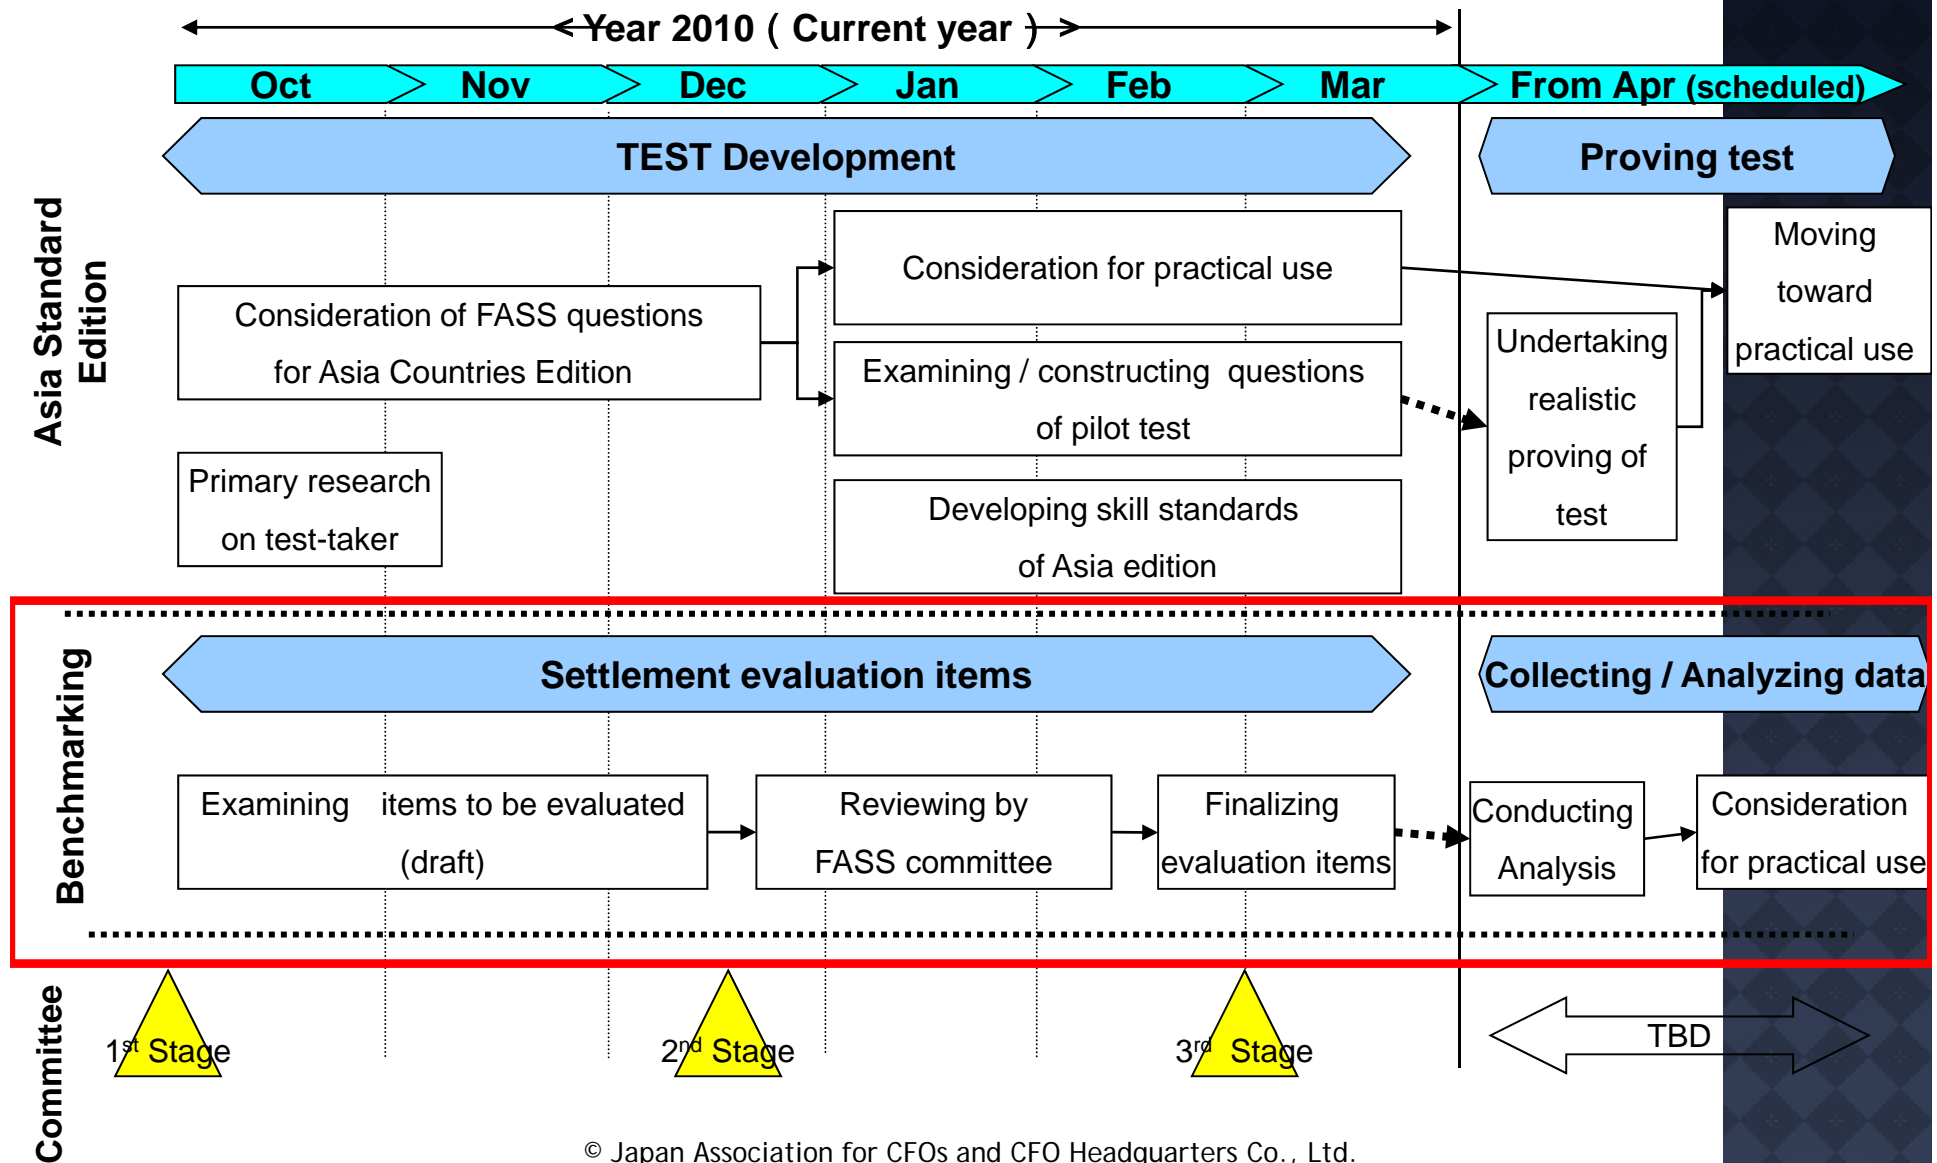 < Year 2010 ( Current year ) >
Oct
Nov
Dec
Jan
Feb
Mar
From Apr (scheduled)
TEST Development
Proving test
Asia Standard
Edition
Consideration of FASS questions
for Asia Countries Edition
Primary research
on test-taker
Consideration for practical use
Examining / constructing questions
of pilot test
Developing skill standards
of Asia edition
Undertaking
realistic
proving of
test
Moving
toward
practical use
Benchmarking
Settlement evaluation items
Collecting / Analyzing data
Examining items to be evaluated
(draft)
Reviewing by
FASS committee
Finalizing
evaluation items
Conducting
Analysis
Consideration
for practical use
Committee
1st Stage
2nd Stage
3rd Stage
TBD
© Japan Association for CFOs and CFO Headquarters Co., Ltd.